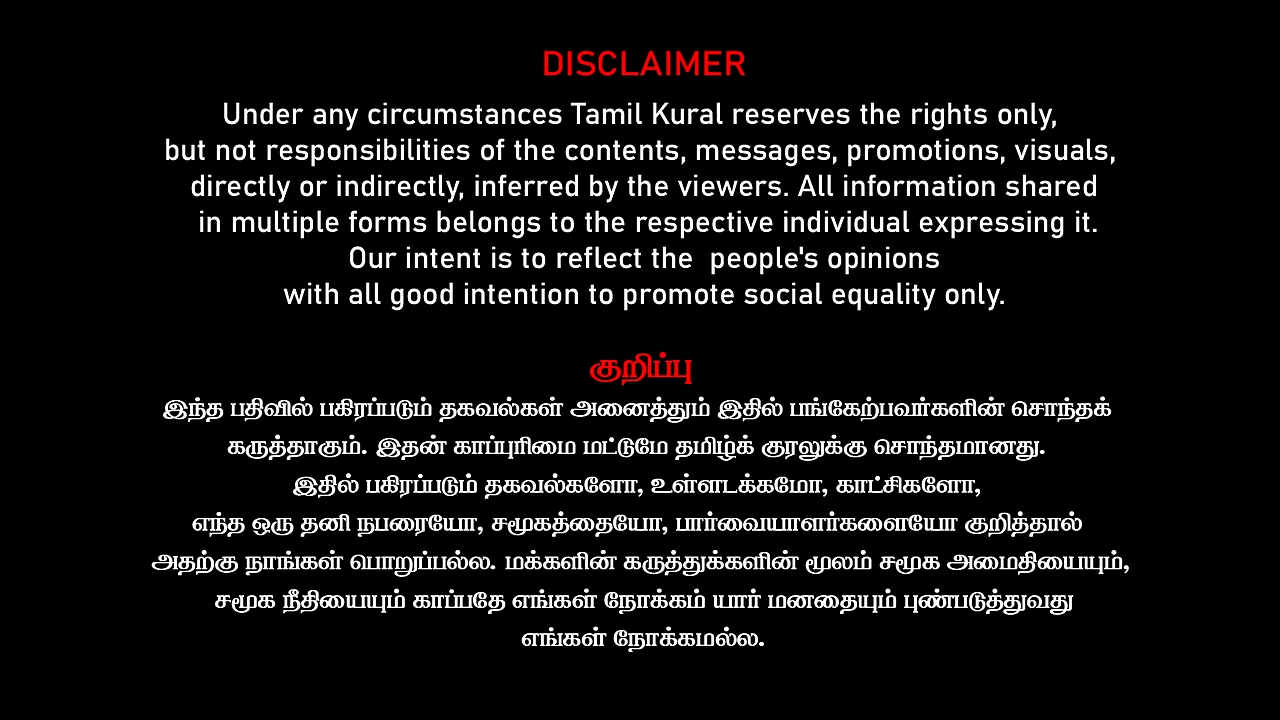 DISCLAIMER
Under any circumstances Tamil Kural reserves the rights only,
but not responsibilities of the contents, messages, promotions, visuals,
directly or indirectly, inferred by the viewers. All information shared
in multiple forms belongs to the respective individual expressing it.
Our intent is to reflect the  people's opinions
with all good intention to promote social equality only.
குறிப்பு
இந்த பதிவில் பகிரப்படும் தகவல்கள் அனைத்தும் இதில் பங்கேற்பவர்களின் சொந்தக்
கருத்தாகும். இதன் காப்புரிமை மட்டுமே தமிழ்க் குரலுக்கு சொந்தமானது.
இதில் பகிரப்படும் தகவல்களோ, உள்ளடக்கமோ, காட்சிகளோ,
எந்த ஒரு தனி நபரையோ, சமூகத்தையோ, பார்வையாளர்களையோ குறித்தால்
அதற்கு நாங்கள் பொறுப்பல்ல. மக்களின் கருத்துக்களின் மூலம் சமூக அமைதியையும்,
சமூக நீதியையும் காப்பதே எங்கள் நோக்கம் யார் மனதையும் புண்படுத்துவது
எங்கள் நோக்கமல்ல.